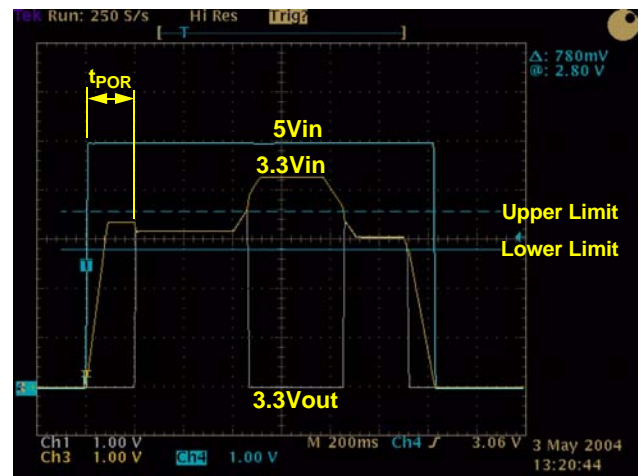 Tek Run: 250 S/s Hi Res Trig?
[ T ]
Δ: 780mV
@: 2.80 V
tPOR
5Vin
3.3Vin
Upper Limit
Lower Limit
T
3.3Vout
Ch1 1.00 V M 200ms Ch4 3.06 V
Ch3 1.00 V Ch4 1.00 V
3 May 2004
13:20:44